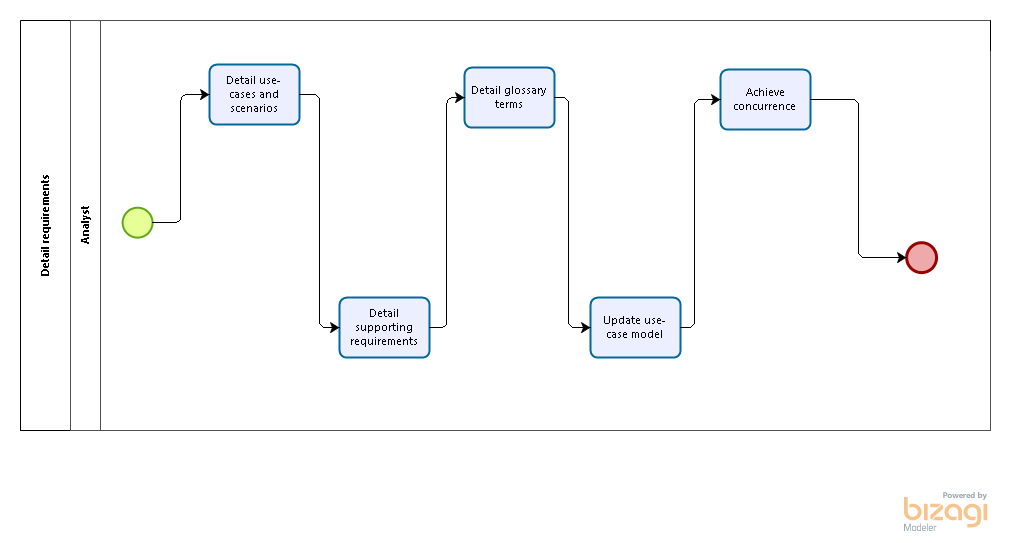 Detail requirements
Analyst
Detail use-
cases and
scenarios
Detail
supporting
requirements
Detail glossary
terms
Update use-
case model
Achieve
concurrence
Powered by
bizagi
Modeler